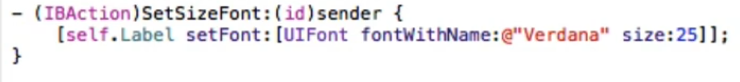 - (IBAction)SetSizeFont:(id)sender {
    [self.Label setFont:[UIFont fontWithName:@"Verdana" size:25]];
}